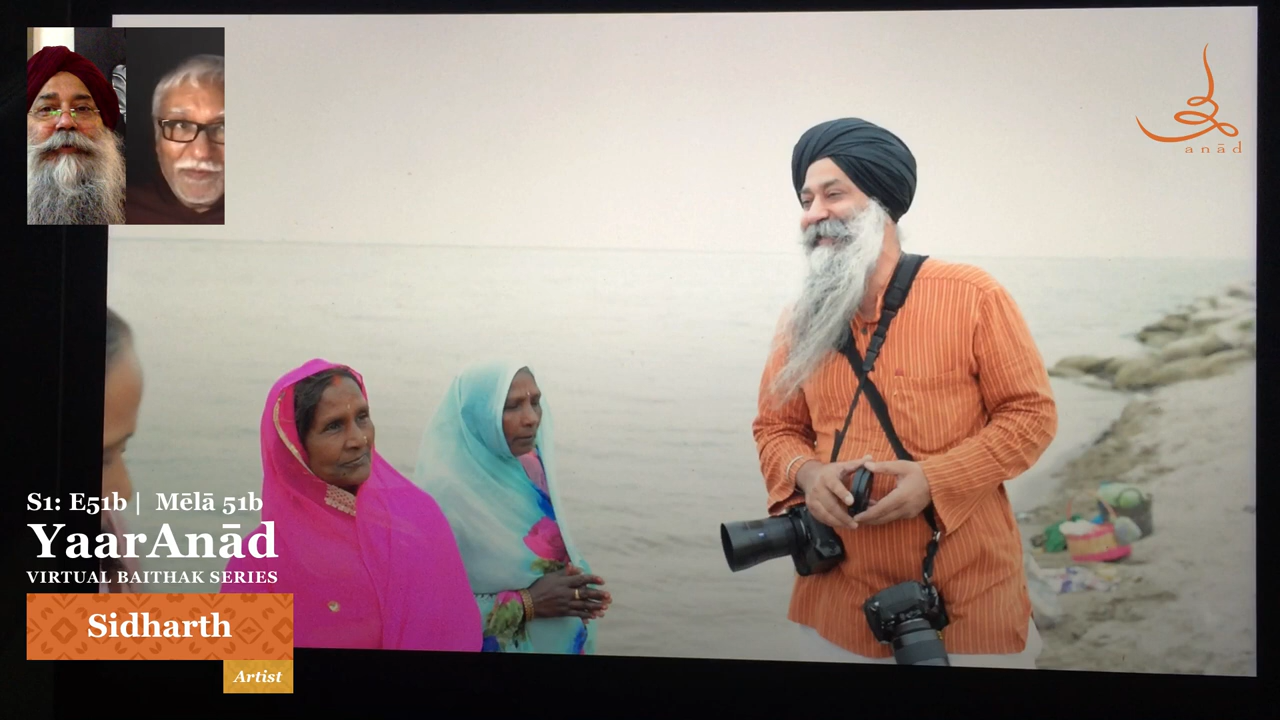 anād
S1: E51b | Mēlā 51b
YaarAnād
VIRTUAL BAITHAK SERIES
Sidharth
Artist